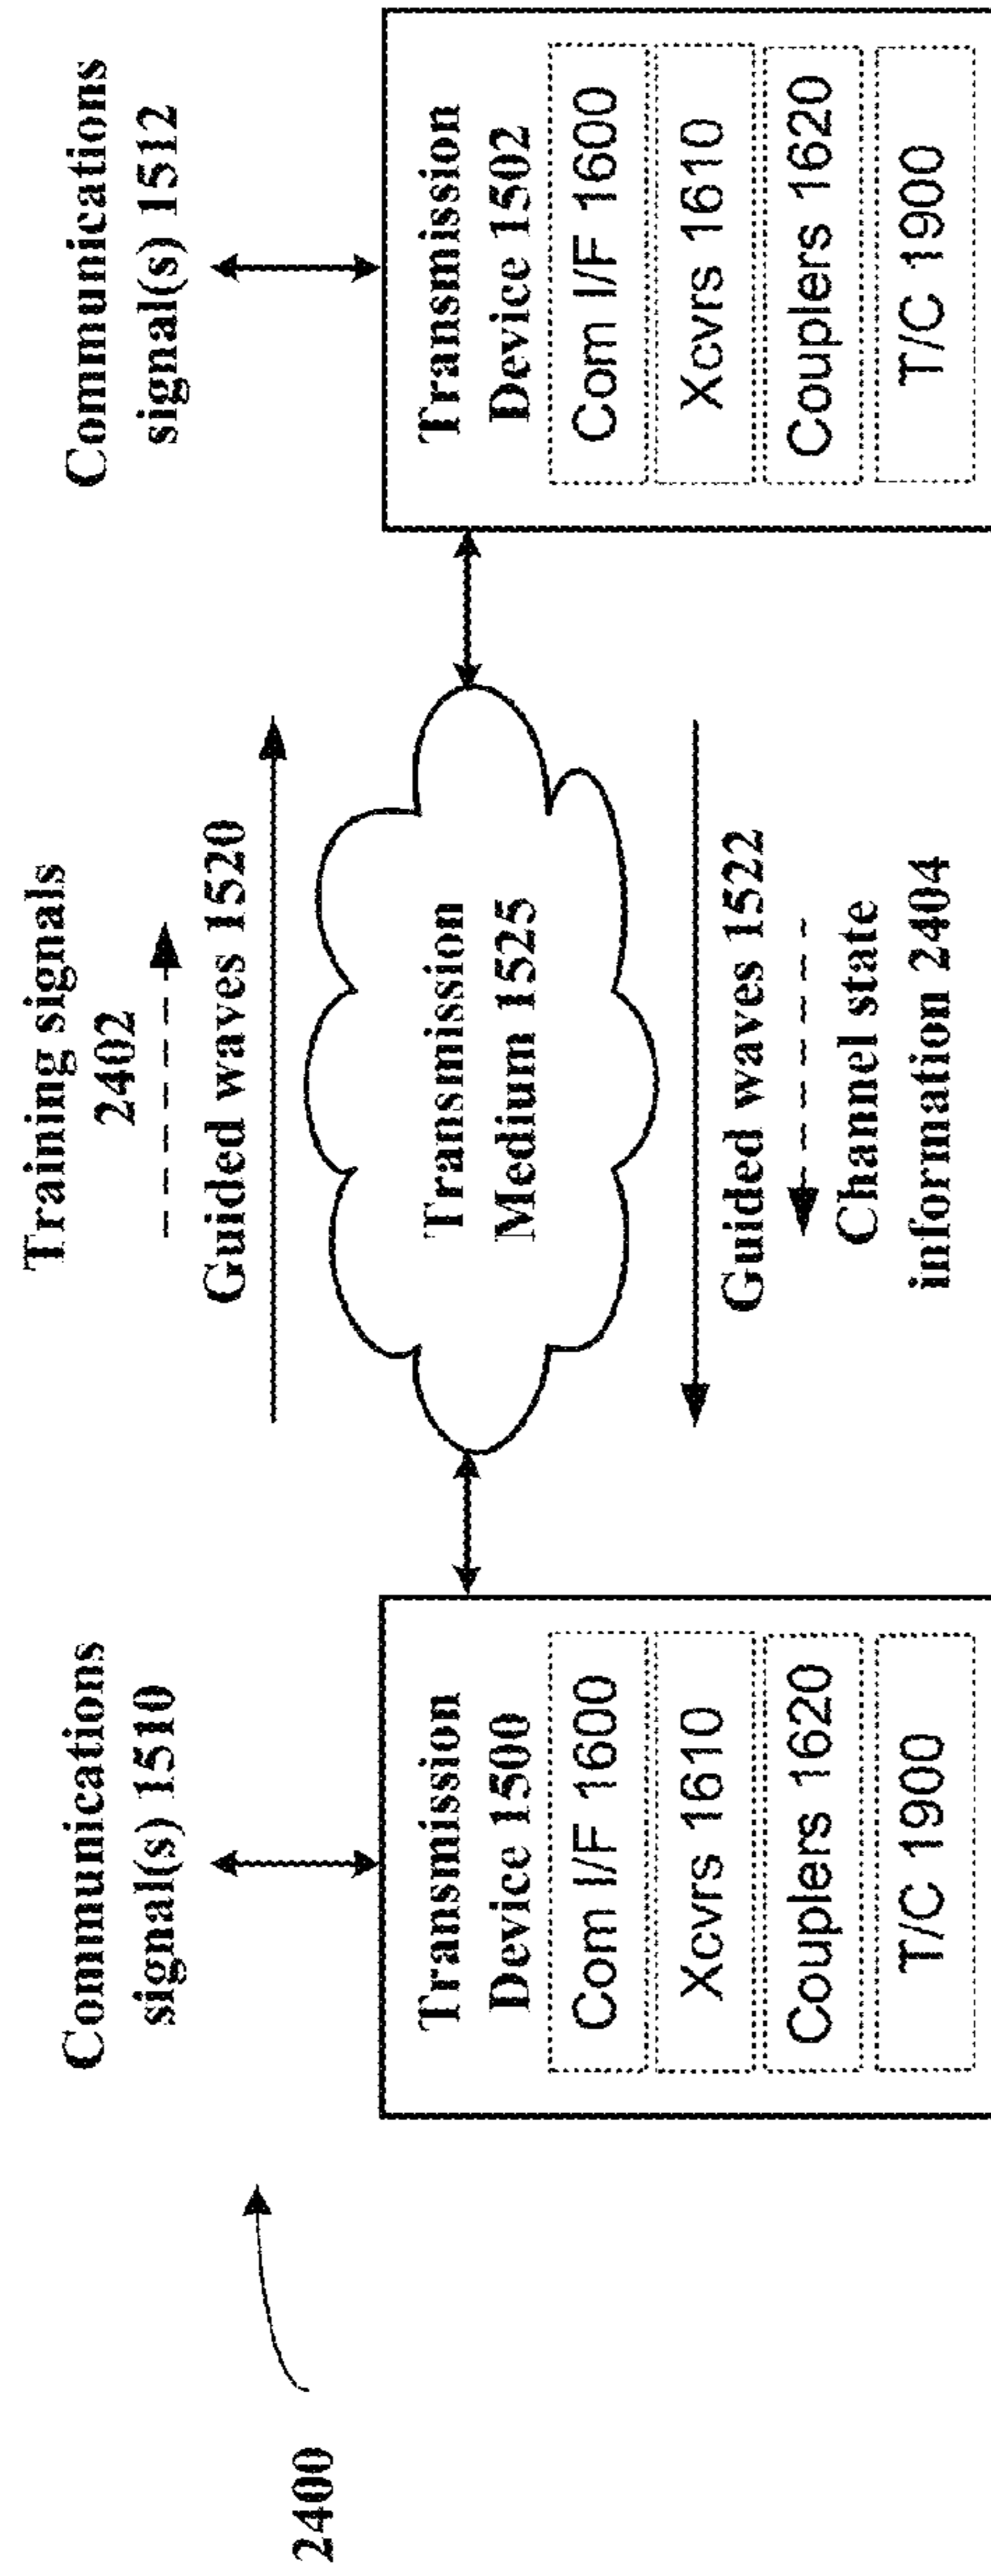 2400
Communications
signal(s) 1510
Transmission
Device 1500
Com I/F 1600
Xcvrs 1610
Couplers 1620
T/C 1900
Training signals
2402
Guided waves 1520
Transmission
Medium 1525
Guided waves 1522
Channel state
information 2404
Communications
signal(s) 1512
Transmission
Device 1502
Com I/F 1600
Xcvrs 1610
Couplers 1620
T/C 1900